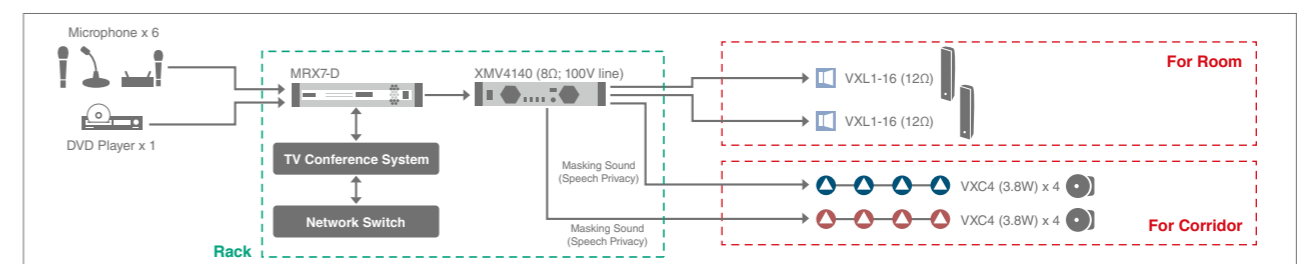 Microphone x 6
DVD Player x 1
MRX7-D
XMV4140 (8Ω; 100V line)
TV Conference System
Network Switch
Rack
Masking Sound
(Speech Privacy)
Masking Sound
(Speech Privacy)
For Room
VXL1-16 (12Ω)
VXL1-16 (12Ω)
VXC4 (3.8W) x 4
VXC4 (3.8W) x 4
For Corridor